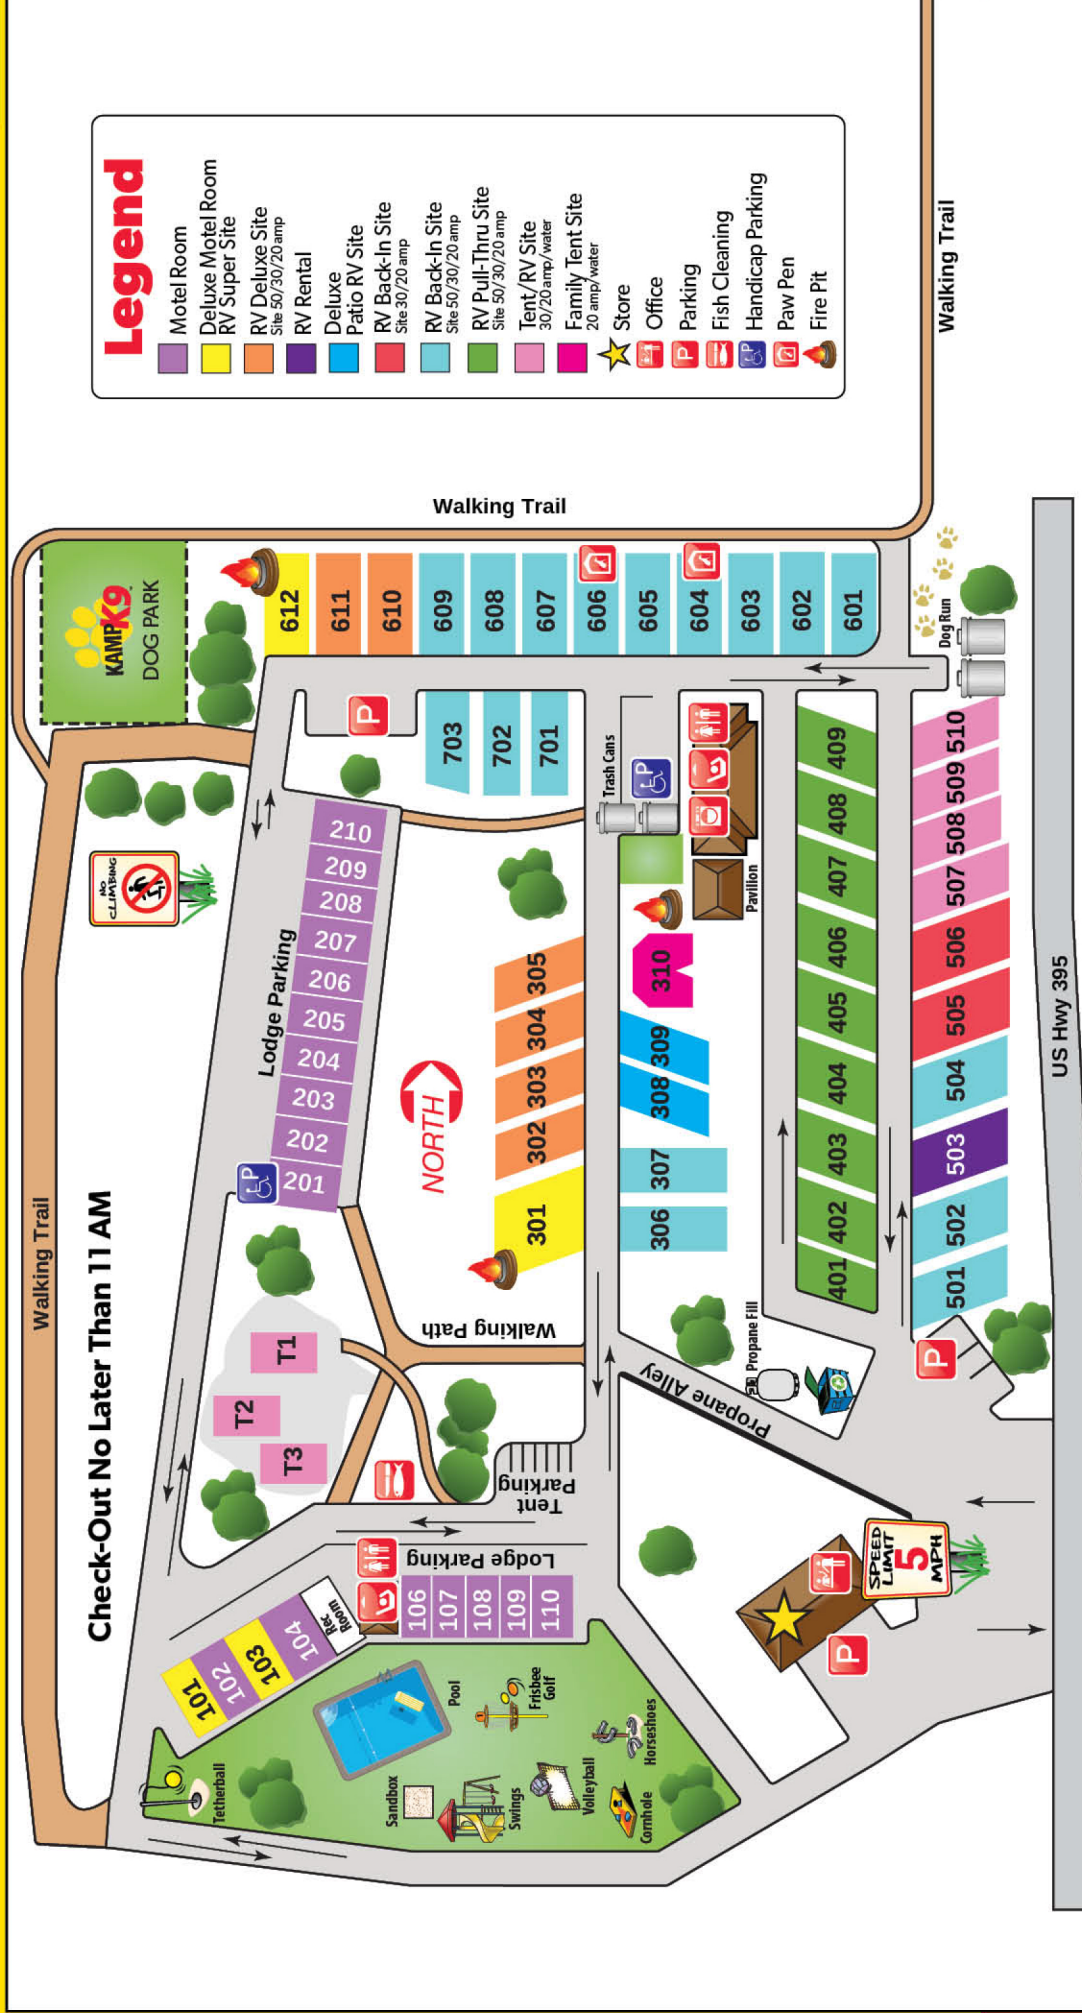 Check-Out No Later Than 11 AM
Walking Trail
NO
CLIMBING
KAMP K9
DOG PARK
Lodge Parking
201
202
203
204
205
206
207
208
209
210
P
P
T1
T2
T3
101
102
103
104
Rec
Room
106
107
108
109
110
Lodge Parking
Tent
Parking
Walking Path
NORTH
Tetherball
Pool
Sandbox
Swings
Frisbee
Golf
Volleyball
Horseshoes
Cornhole
301
302
303
304
305
306
307
308
309
310
701
702
703
Trash Cans
P
Pavilion
Propane Alley
Propane Fill
401
402
403
404
405
406
407
408
409
501
502
503
504
505
506
507
508
509
510
P
P
SPEED
LIMIT
5
MPH
612
611
610
609
608
607
606
605
604
603
602
601
Dog Run
US Hwy 395
Walking Trail
Walking Trail
Legend
Motel Room
Deluxe Motel Room
RV Super Site
RV Deluxe Site
Site 50/30/20 amp
RV Rental
Deluxe
Patio RV Site
RV Back-In Site
Site 30/20 amp
RV Back-In Site
Site 50/30/20 amp
RV Pull-Thru Site
Site 50/30/20 amp
Tent/RV Site
30/20 amp/water
Family Tent Site
20 amp/water
Store
Office
P Parking
Fish Cleaning
P Handicap Parking
Paw Pen
Fire Pit